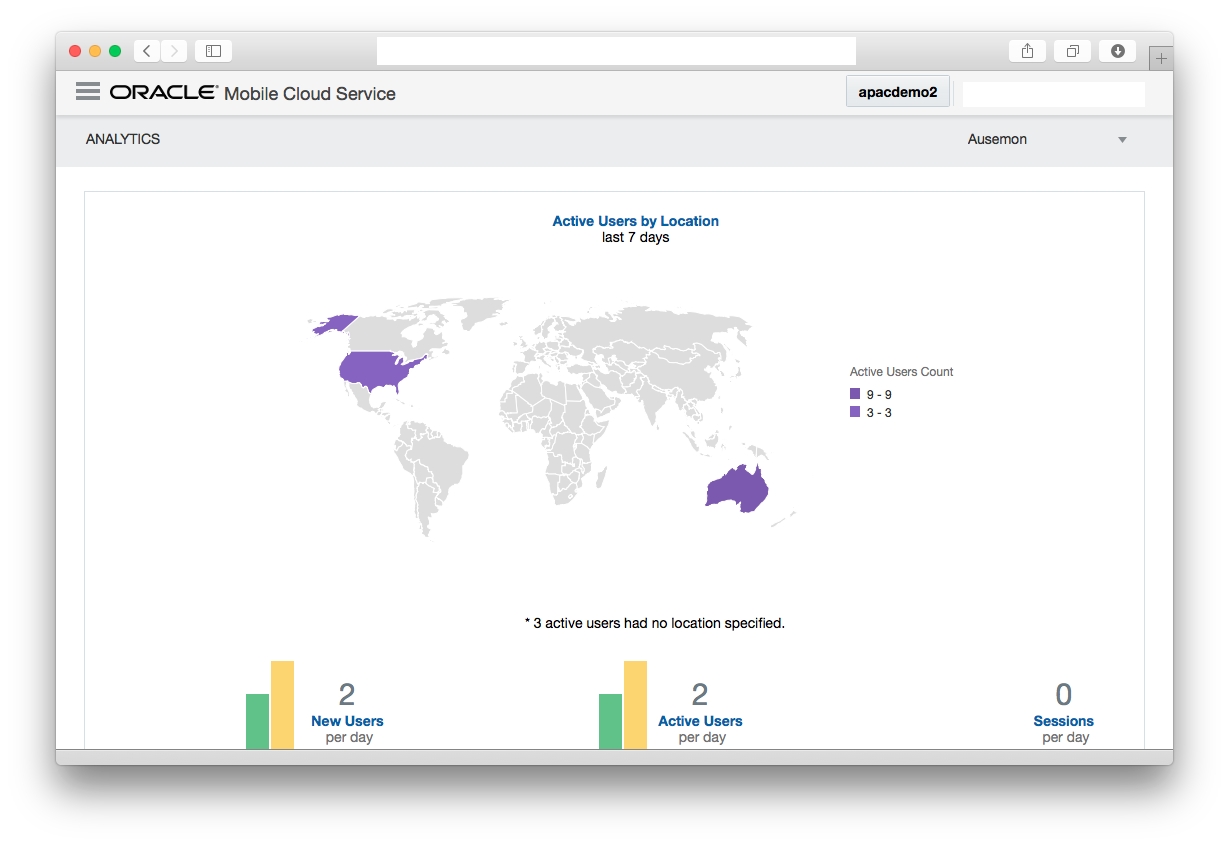 ORACLE® Mobile Cloud Service
apacdemo2
ANALYTICS
Ausemon
Active Users by Location
last 7 days
Active Users Count
9 - 9
3 - 3
* 3 active users had no location specified.
2
New Users
per day
2
Active Users
per day
0
Sessions
per day